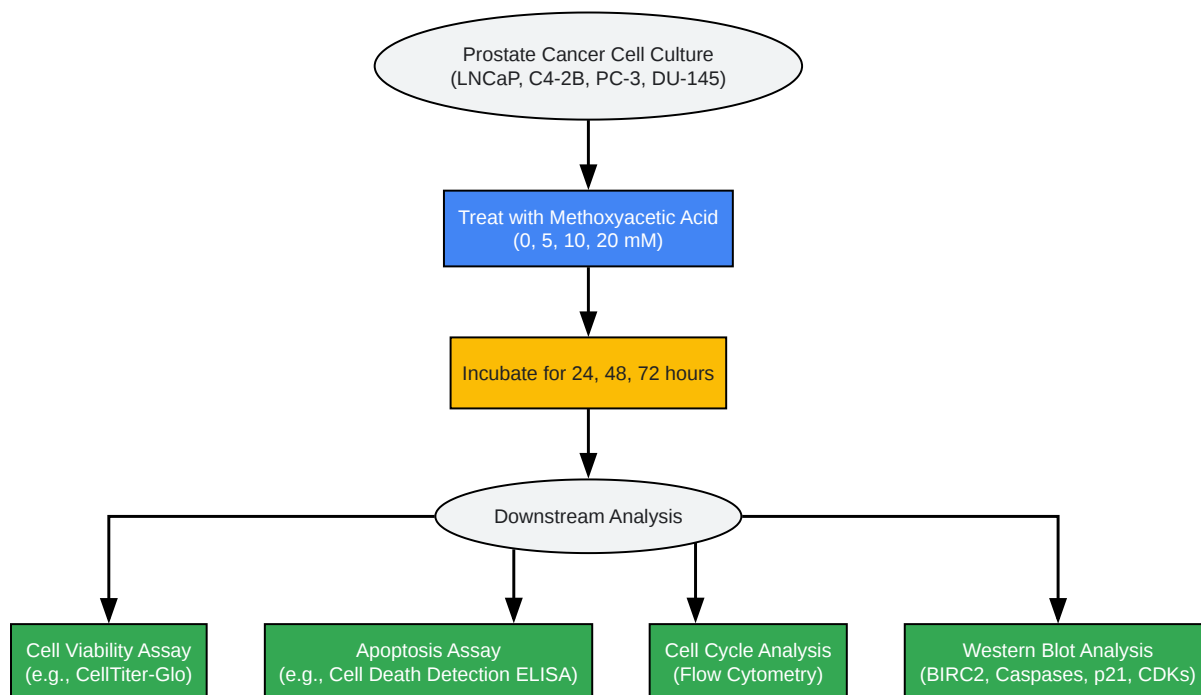 Prostate Cancer Cell Culture
(LNCaP, C4-2B, PC-3, DU-145)
Treat with Methoxyacetic Acid
(0, 5, 10, 20 mM)
Incubate for 24, 48, 72 hours
Downstream Analysis
Cell Viability Assay
(e.g., CellTiter-Glo)
Apoptosis Assay
(e.g., Cell Death Detection ELISA)
Cell Cycle Analysis
(Flow Cytometry)
Western Blot Analysis
(BIRC2, Caspases, p21, CDKs)